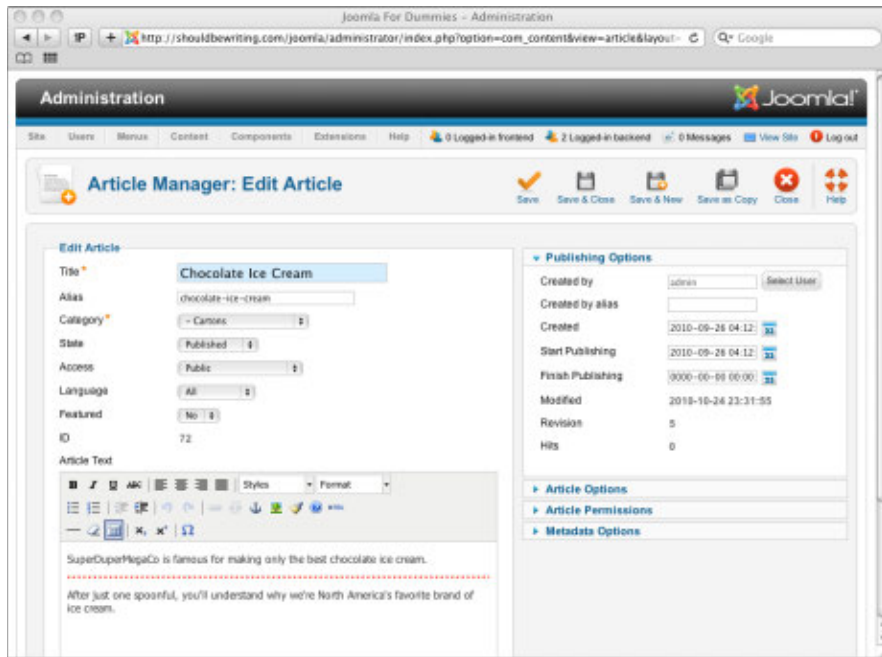 Joomla For Dummies - Administration
http://shouldbewriting.com/joomla/administrator/index.php?option=com_content&view=article&layout=
Google
Administration
Joomla!
Site Users Menus Content Components Extensions Help 0 Logged-in frontend 2 Logged-in backend 0 Messages View Site Log out
Article Manager: Edit Article
Save Save & Close Save & New Save as Copy Close Help
Edit Article
Title * Chocolate Ice Cream
Alias chocolate-ice-cream
Category * - Cartons
State Published
Access Public
Language All
Featured No
ID 72
Article Text
B I U ABC Styles Format
HTML
Ω
SuperDuperMegaCo is famous for making only the best chocolate ice cream.
After just one spoonful, you'll understand why we're North America's favorite brand of
ice cream.
Publishing Options
Created by admin Select User
Created by alias
Created 2010-09-26 04:12:
Start Publishing 2010-09-26 04:12:
Finish Publishing 0000-00-00 00:00:
Modified 2010-10-24 23:31:55
Revision 5
Hits 0
Article Options
Article Permissions
Metadata Options